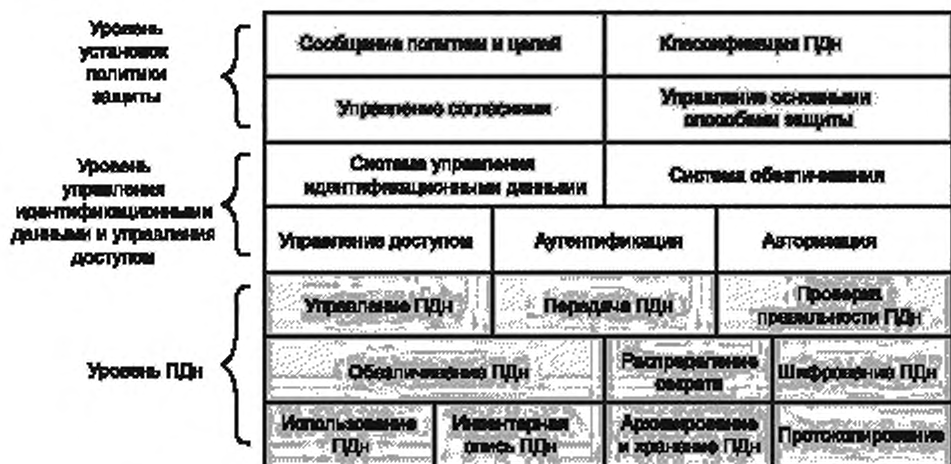 Уровень
установок
политики
защиты
Сообщение политики и целей
Классификация ПДн
Управление согласиями
Управление основными
способами защиты
Уровень
управления
идентификационными
данными и управления
доступом
Система управления
идентификационными данными
Система обезличивания
Управление доступом
Аутентификация
Авторизация
Уровень ПДн
Управление ПДн
Передача ПДн
Проверка
правильности ПДн
Обезличивание ПДн
Распределение
секрета
Шифрование ПДн
Использование
ПДн
Инвентарная
опись ПДн
Архивирование
и хранение ПДн
Протоколирование